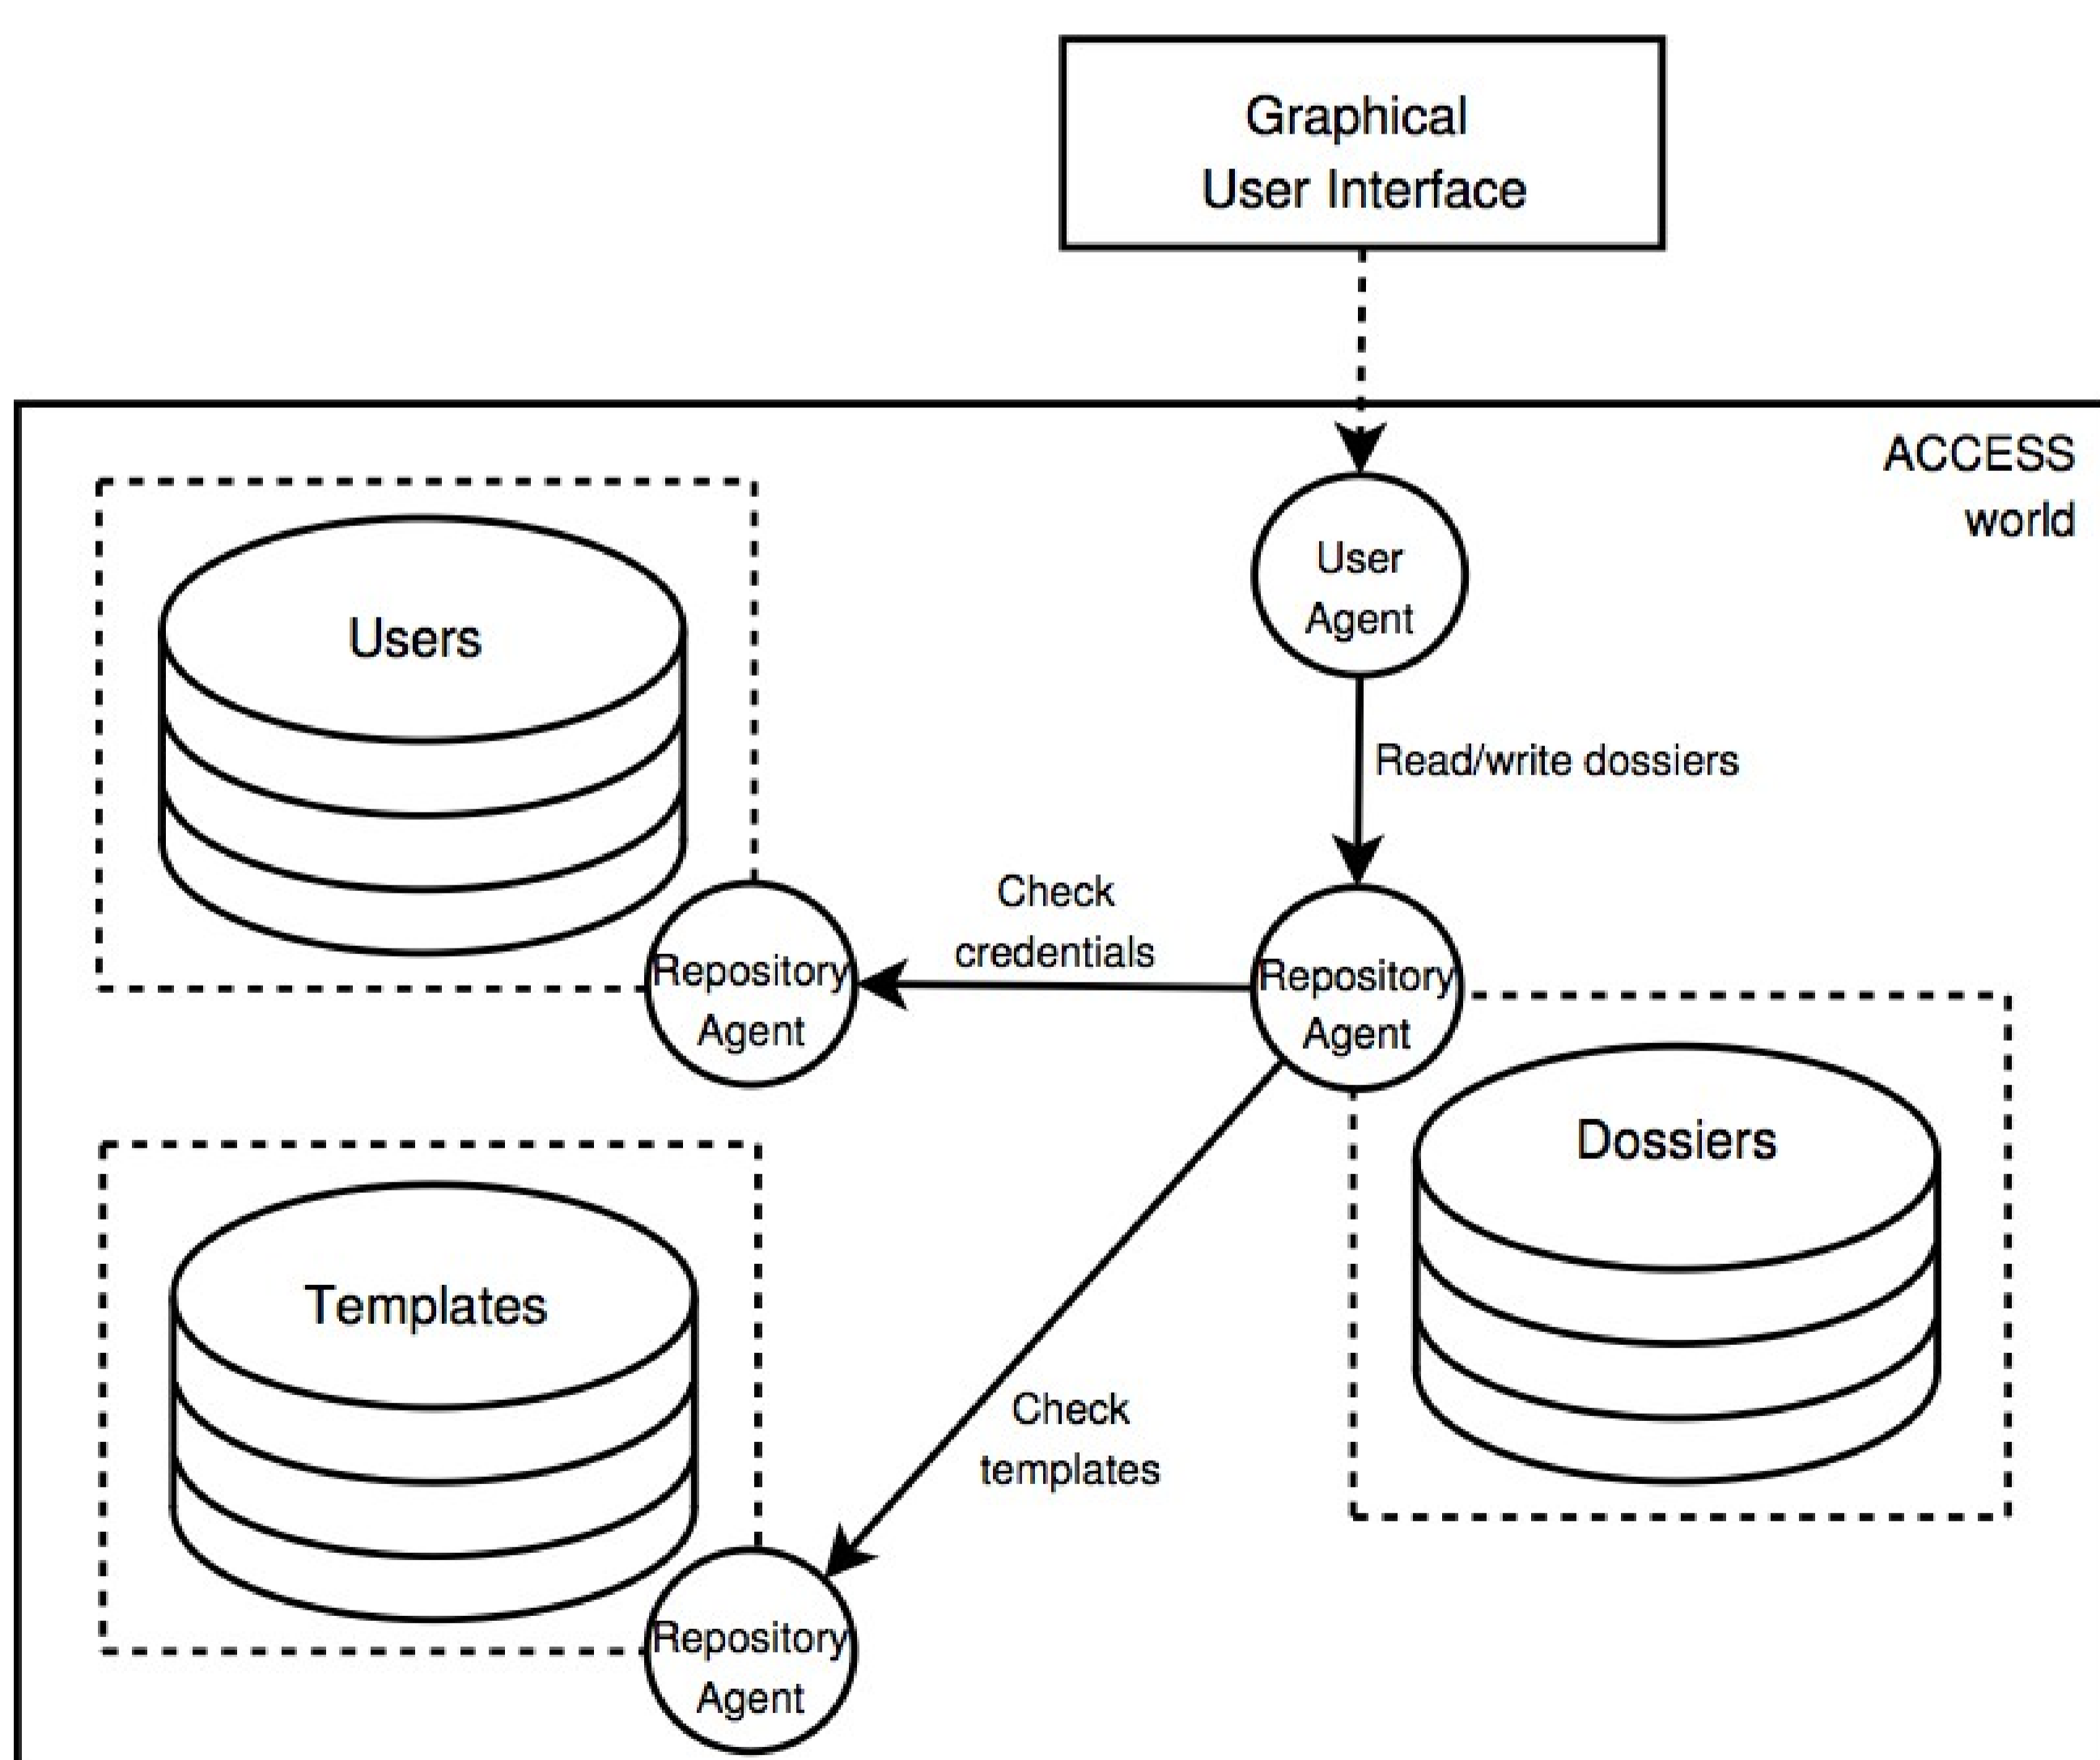 Graphical
User Interface
ACCESS
world
User
Agent
Users
Read/write dossiers
Check
credentials
Repository
Agent
Repository
Agent
Dossiers
Templates
Check
templates
Repository
Agent